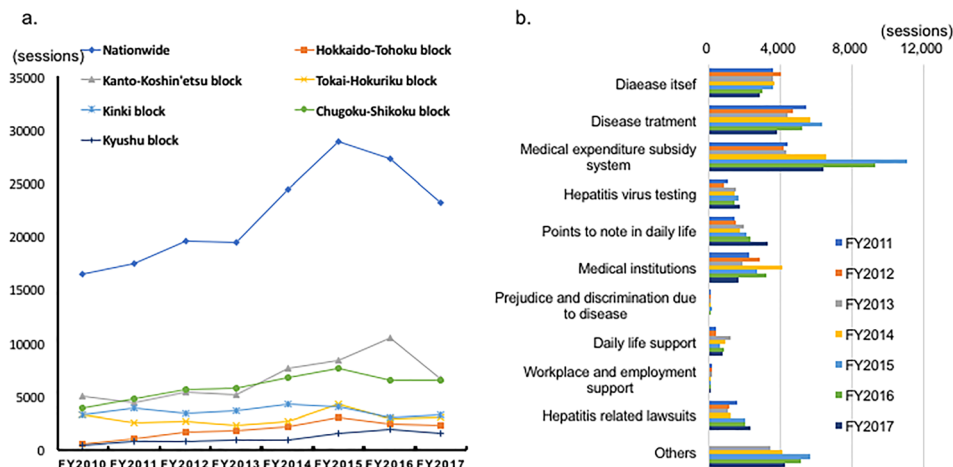 a.
(sessions)
Nationwide
Hokkaido-Tohoku block
Kanto-Koshin'etsu block
Tokai-Hokuriku block
Kinki block
Chugoku-Shikoku block
Kyushu block
35000
30000
25000
20000
15000
10000
5000
0
FY2010 FY2011 FY2012 FY2013 FY2014 FY2015 FY2016 FY2017
b.
(sessions)
0 4,000 8,000 12,000
Diaease itsef
Disease tratment
Medical expenditure subsidy
system
Hepatitis virus testing
Points to note in daily life
Medical institutions
Prejudice and discrimination due
to disease
Daily life support
Workplace and employment
support
Hepatitis related lawsuits
Others
FY2011
FY2012
FY2013
FY2014
FY2015
FY2016
FY2017